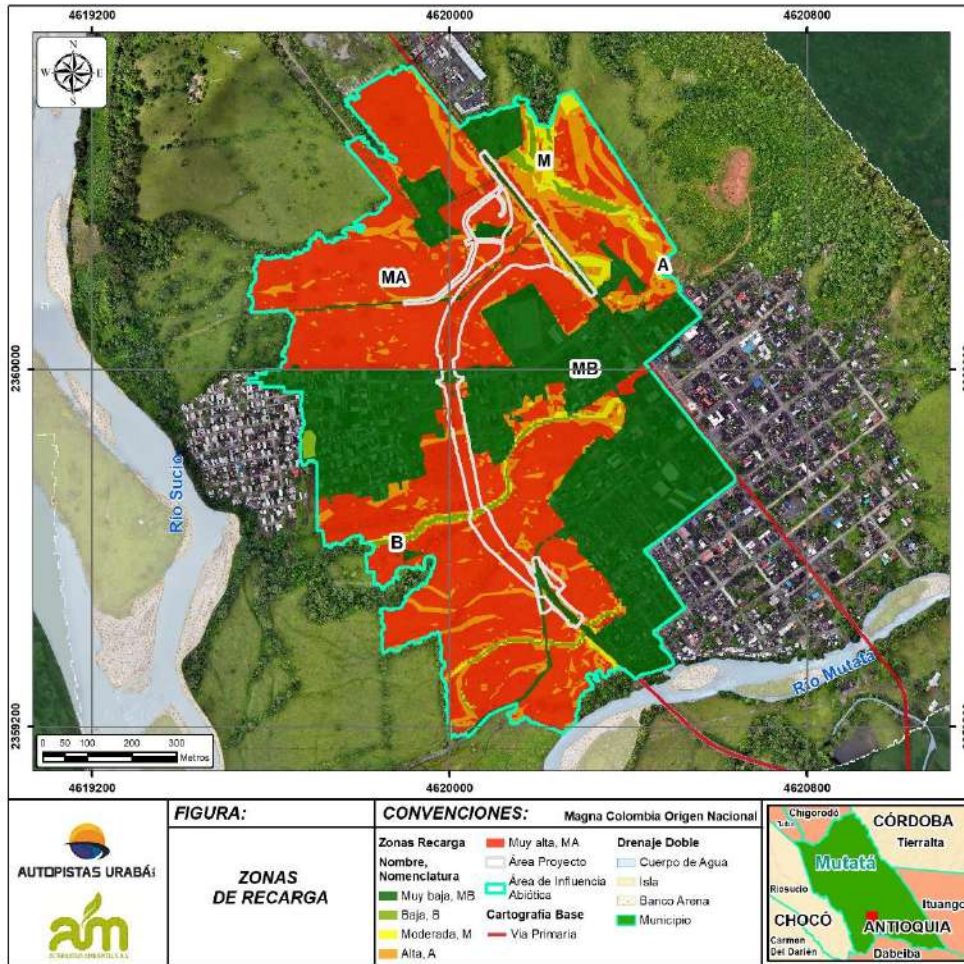 4619200
4620000
4620800
N
W
E
S
M
A
MA
MB
B
2360000
2360000
Río Sucio
Río Mutatá
2359200
0 50 100 200 300
Metros
4619200
4620000
4620800
AUTOPISTAS URABÁ
am
FIGURA:
ZONAS
DE RECARGA
CONVENCIONES:
Magna Colombia Origen Nacional
Zonas Recarga
Nombre,
Nomenclatura
Muy baja, MB
Baja, B
Moderada, M
Alta, A
Muy alta, MA
Área Proyecto
Área de Influencia
Abiótica
Cartografía Base
Via Primaria
Drenaje Doble
Cuerpo de Agua
Isla
Banco Arena
Municipio
Chigorodó
CÓRDOBA
Tierralta
Mutatá
Riosucio
Ituango
CHOCÓ
ANTIOQUIA
Carmen
Del Darién
Dabeiba